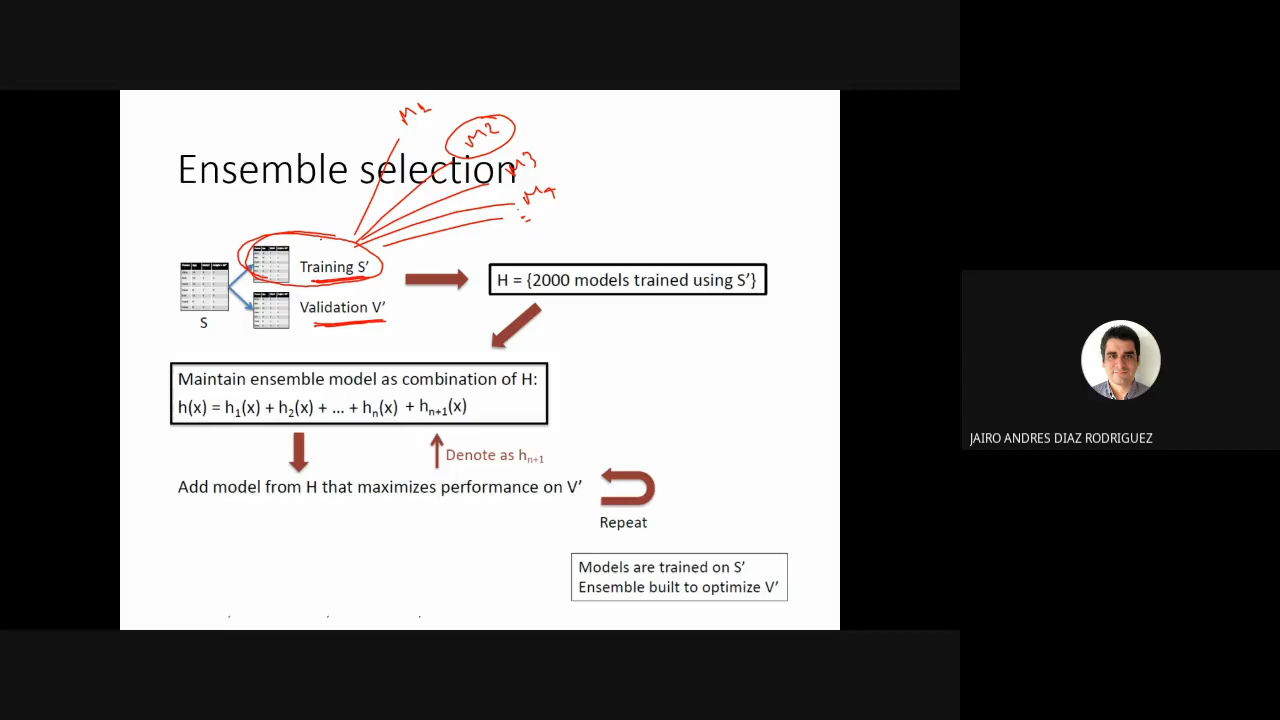 M1
M2
M3
M4
Ensemble selection
Training S'
Validation V'
S
H = {2000 models trained using S'}
Maintain ensemble model as combination of H:
h(x) = h1(x) + h2(x) + ... + hn(x) + hn+1(x)
Denote as hn+1
Add model from H that maximizes performance on V'
Repeat
Models are trained on S'
Ensemble built to optimize V'
JAIRO ANDRES DIAZ RODRIGUEZ